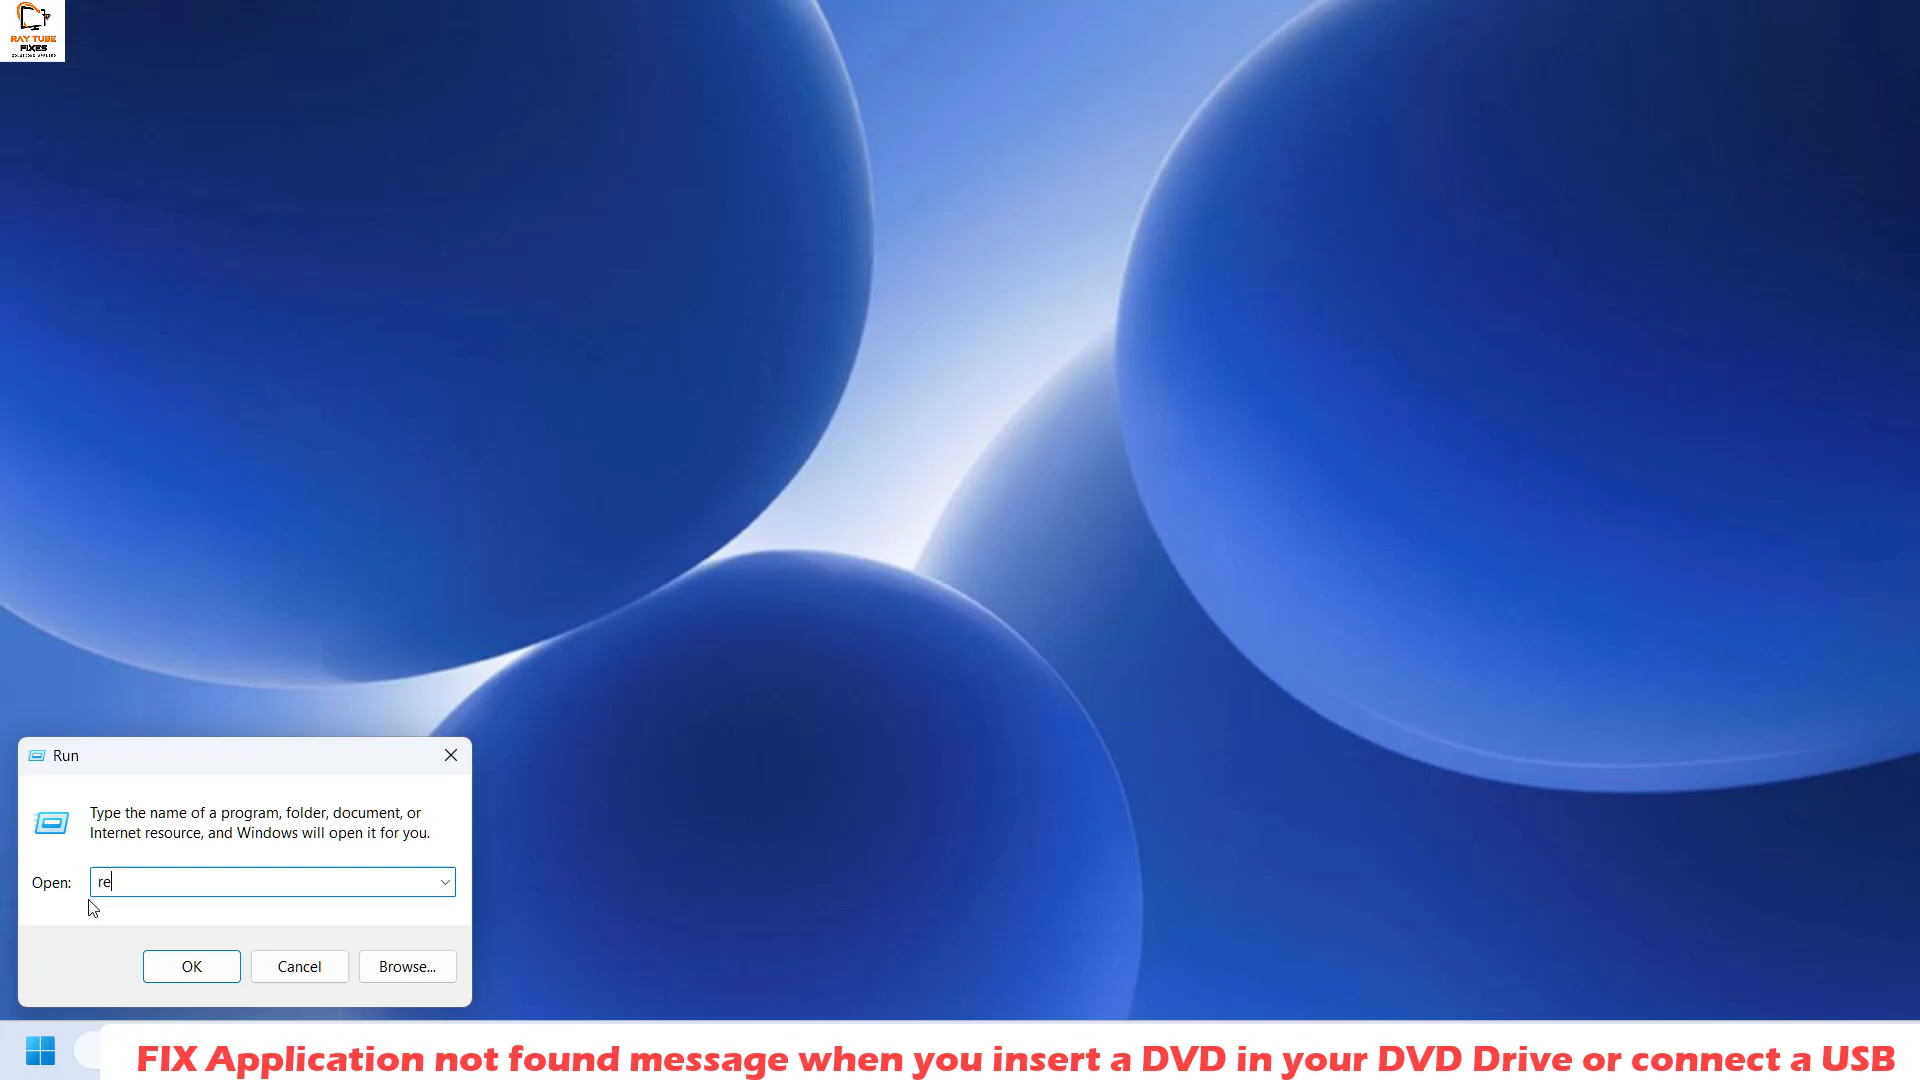 RAY TUBE
FIXES
Run
Type the name of a program, folder, document, or
Internet resource, and Windows will open it for you.
Open: re
OK Cancel Browse...
FIX Application not found message when you insert a DVD in your DVD Drive or connect a USB